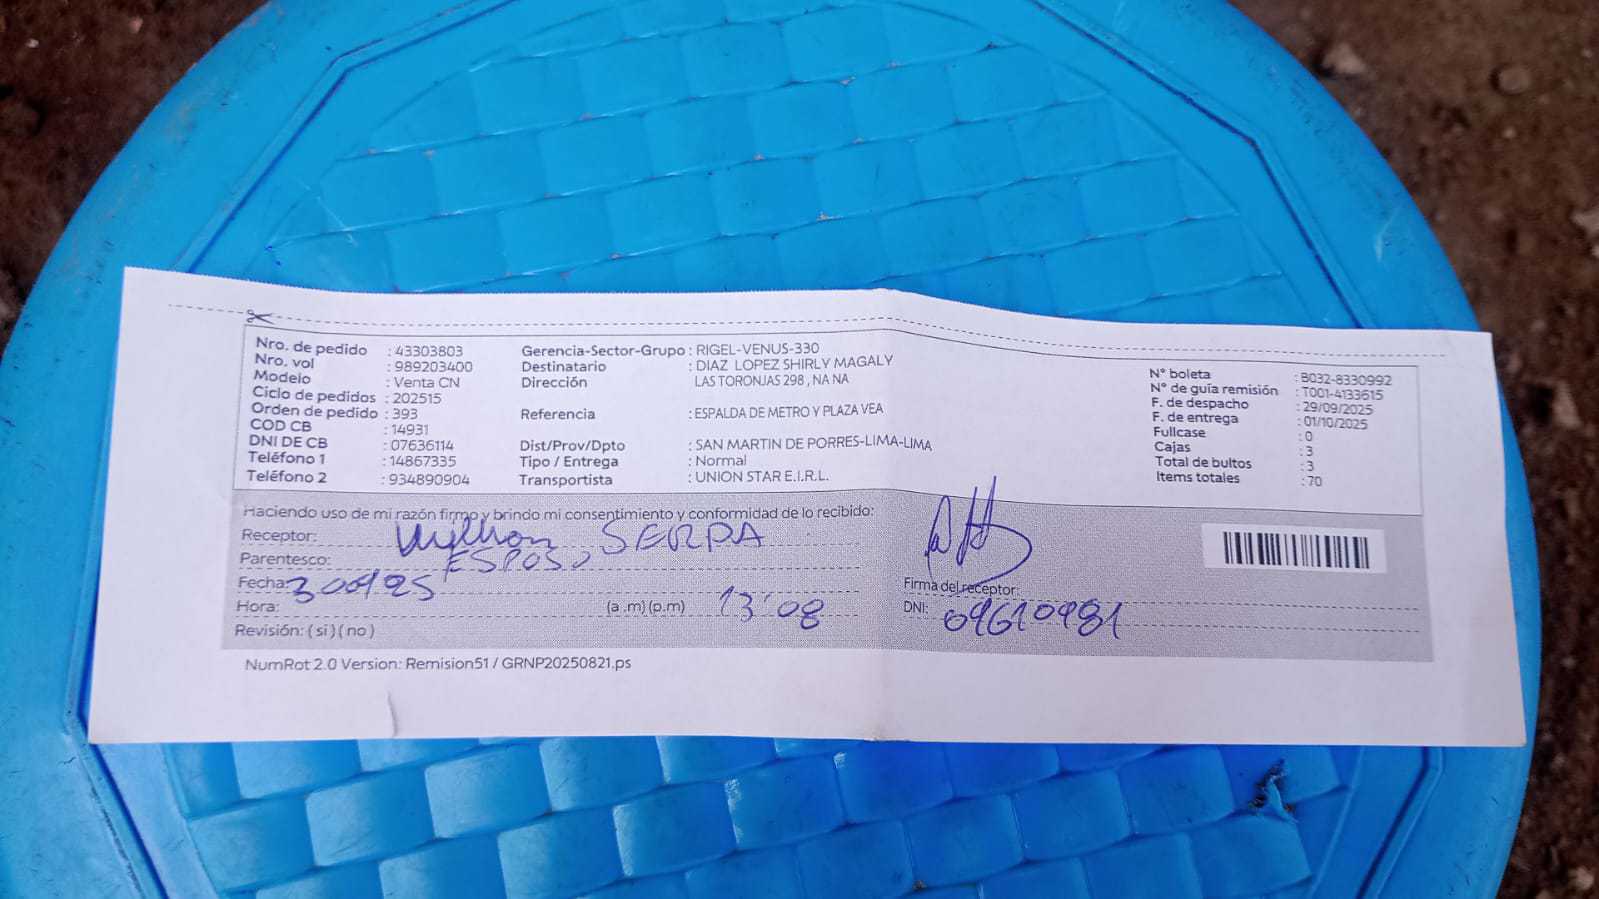 Nro. de pedido : 43303803
Nro. vol : 989203400
Modelo : Venta CN
Ciclo de pedidos : 202515
Orden de pedido : 393
COD CB : 14931
DNI DE CB : 07636114
Teléfono 1 : 14867335
Teléfono 2 : 934890904
Gerencia-Sector-Grupo : RIGEL-VENUS-330
Destinatario : DIAZ LOPEZ SHIRLY MAGALY
Dirección LAS TORONJAS 298 , NA NA
Referencia : ESPALDA DE METRO Y PLAZA VEA
Dist/Prov/Dpto : SAN MARTIN DE PORRES-LIMA-LIMA
Tipo / Entrega : Normal
Transportista : UNION STAR E.I.R.L.
N° boleta : B032-8330992
N° de guía remisión : T001-4133615
F. de despacho : 29/09/2025
F. de entrega : 01/10/2025
Fullcase : 0
Cajas : 3
Total de bultos : 3
Items totales : 70
Haciendo uso de mi razón firmo y brindo mi consentimiento y conformidad de lo recibido:
Receptor: SERPA
Parentesco: ESPOSO
Fecha:
Hora: (a .m) (p.m) 13:08
Revisión: ( si ) ( no )
Firma del receptor:
DNI: 09610981
NumRot 2.0 Version: Remision51 / GRNP20250821.ps